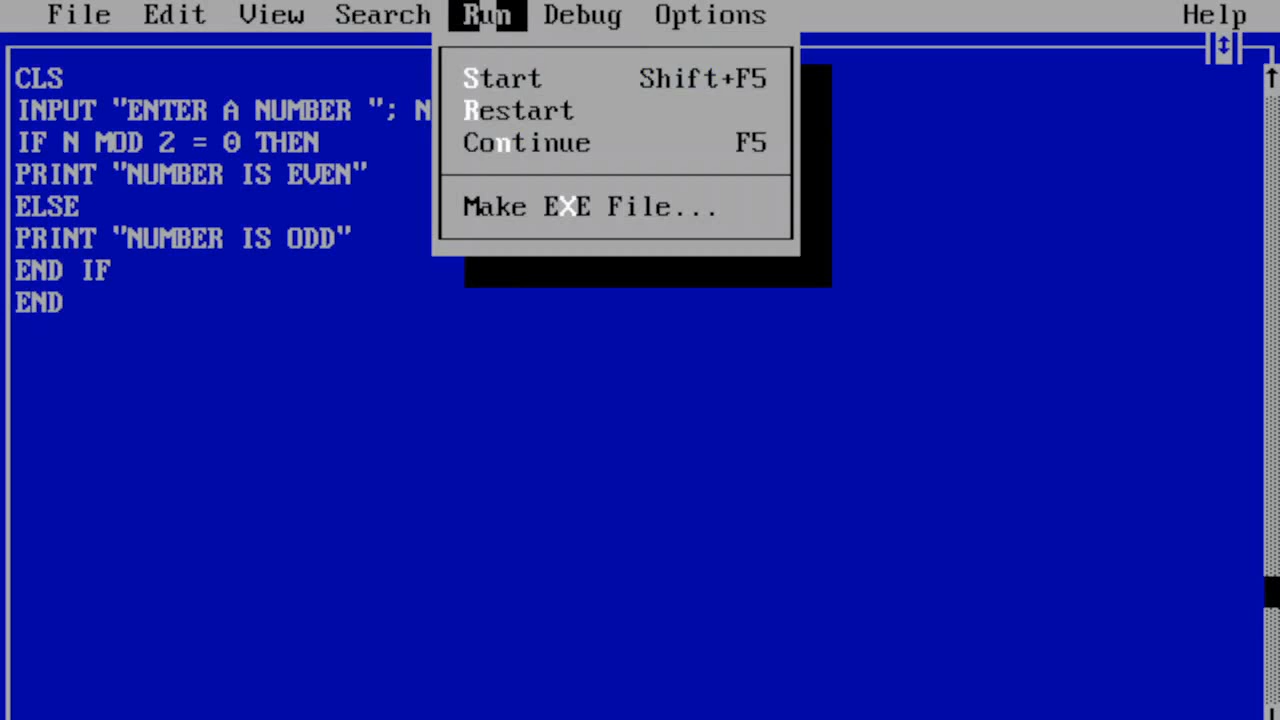 File Edit View Search Run Debug Options Help
CLS
INPUT "ENTER A NUMBER "; N
IF N MOD 2 = 0 THEN
PRINT "NUMBER IS EVEN"
ELSE
PRINT "NUMBER IS ODD"
END IF
END
Start Shift+F5
Restart
Continue F5
Make EXE File...